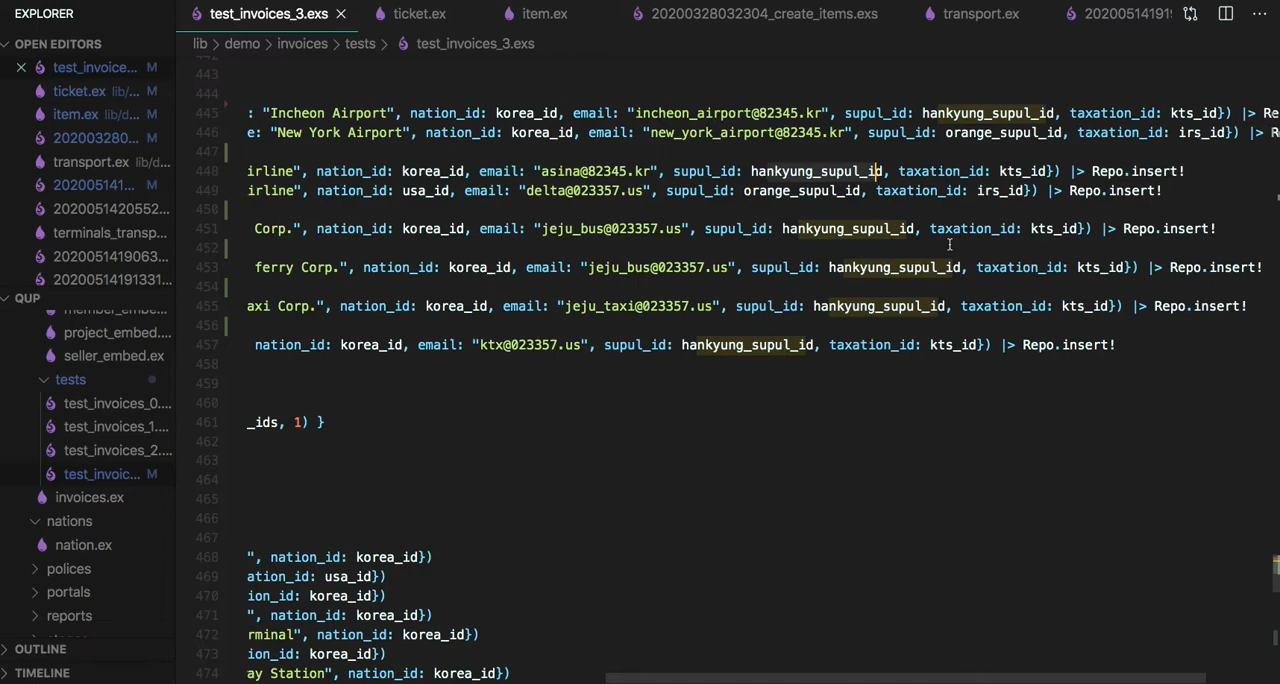 EXPLORER
test_invoices_3.exs
ticket.ex
item.ex
20200328032304_create_items.exs
transport.ex
2020051419
OPEN EDITORS
lib > demo > invoices > tests > test_invoices_3.exs
test_invoice... M
ticket.ex lib/... M
item.ex lib/d... M
202003280... M
transport.ex lib/d...
202005141... M
2020051420552...
terminals_transp...
2020051419063...
2020051419133​1...
QUP
project_embed....
seller_embed.ex
tests
test_invoices_0....
test_invoices_1....
test_invoices_2....
test_invoic... M
invoices.ex
nations
nation.ex
polices
portals
reports
OUTLINE
TIMELINE
443
444
445 : "Incheon Airport", nation_id: korea_id, email: "incheon_airport@82345.kr", supul_id: hankyung_supul_id, taxation_id: kts_id}) |> Re
446 e: "New York Airport", nation_id: korea_id, email: "new_york_airport@82345.kr", supul_id: orange_supul_id, taxation_id: irs_id}) |> R
447
448 irline", nation_id: korea_id, email: "asina@82345.kr", supul_id: hankyung_supul_id, taxation_id: kts_id}) |> Repo.insert!
449 irline", nation_id: usa_id, email: "delta@023357.us", supul_id: orange_supul_id, taxation_id: irs_id}) |> Repo.insert!
450
451 Corp.", nation_id: korea_id, email: "jeju_bus@023357.us", supul_id: hankyung_supul_id, taxation_id: kts_id}) |> Repo.insert!
452
453 ferry Corp.", nation_id: korea_id, email: "jeju_bus@023357.us", supul_id: hankyung_supul_id, taxation_id: kts_id}) |> Repo.insert!
454
455 axi Corp.", nation_id: korea_id, email: "jeju_taxi@023357.us", supul_id: hankyung_supul_id, taxation_id: kts_id}) |> Repo.insert!
456
457 nation_id: korea_id, email: "ktx@023357.us", supul_id: hankyung_supul_id, taxation_id: kts_id}) |> Repo.insert!
458
459
460
461 _ids, 1) }
462
463
464
465
466
467
468 ", nation_id: korea_id})
469 ation_id: usa_id})
470 ion_id: korea_id})
471 ", nation_id: korea_id})
472 rminal", nation_id: korea_id})
473 ion_id: korea_id})
474 ay Station", nation_id: korea_id})